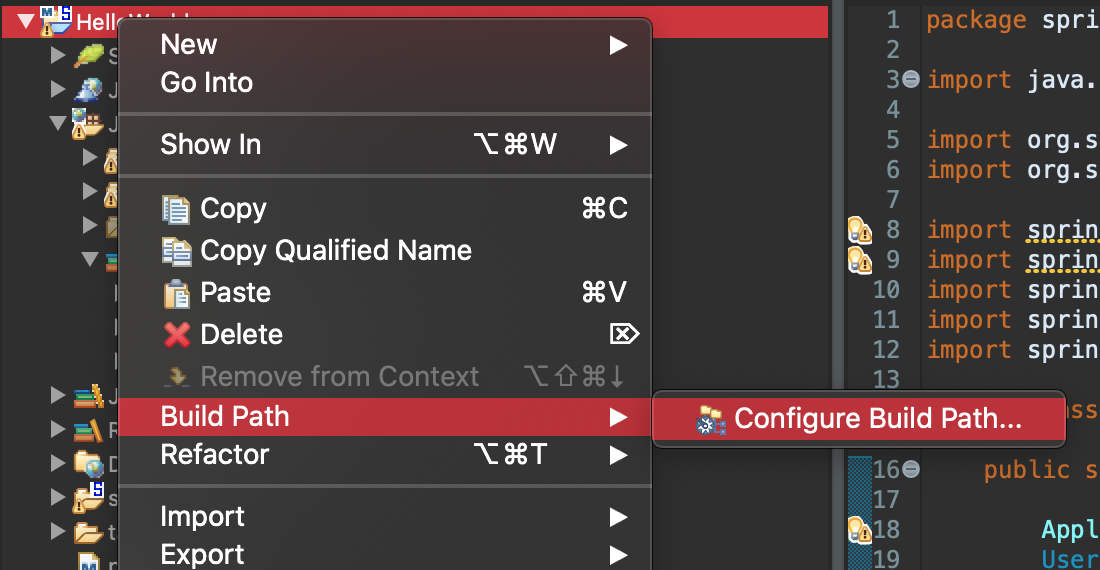 New
Go Into
Show In ⌥⌘W
Copy ⌘C
Copy Qualified Name
Paste ⌘V
Delete ⌦
Remove from Context ⌥⇧⌘↓
Build Path
Configure Build Path...
Refactor ⌥⌘T
Import
Export
1 package spri
2
3 import java.
4
5 import org.s
6 import org.s
7
8 import sprin
9 import sprin
10 import sprin
11 import sprin
12 import sprin
13
ass
16 public s
17
18 Appl
19 User